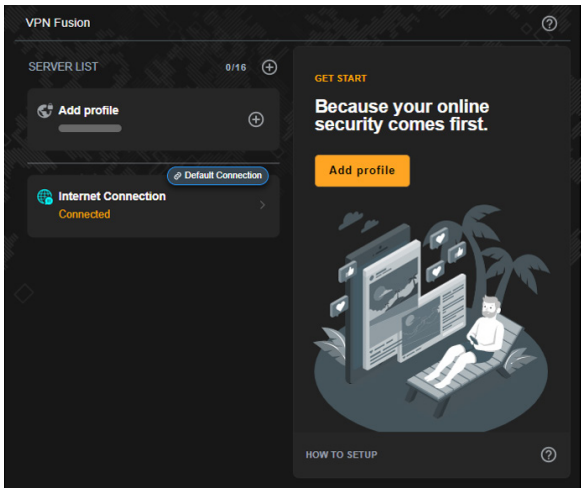 VPN Fusion
SERVER LIST 0/16
Add profile
Default Connection
Internet Connection
Connected
GET START
Because your online
security comes first.
Add profile
HOW TO SETUP